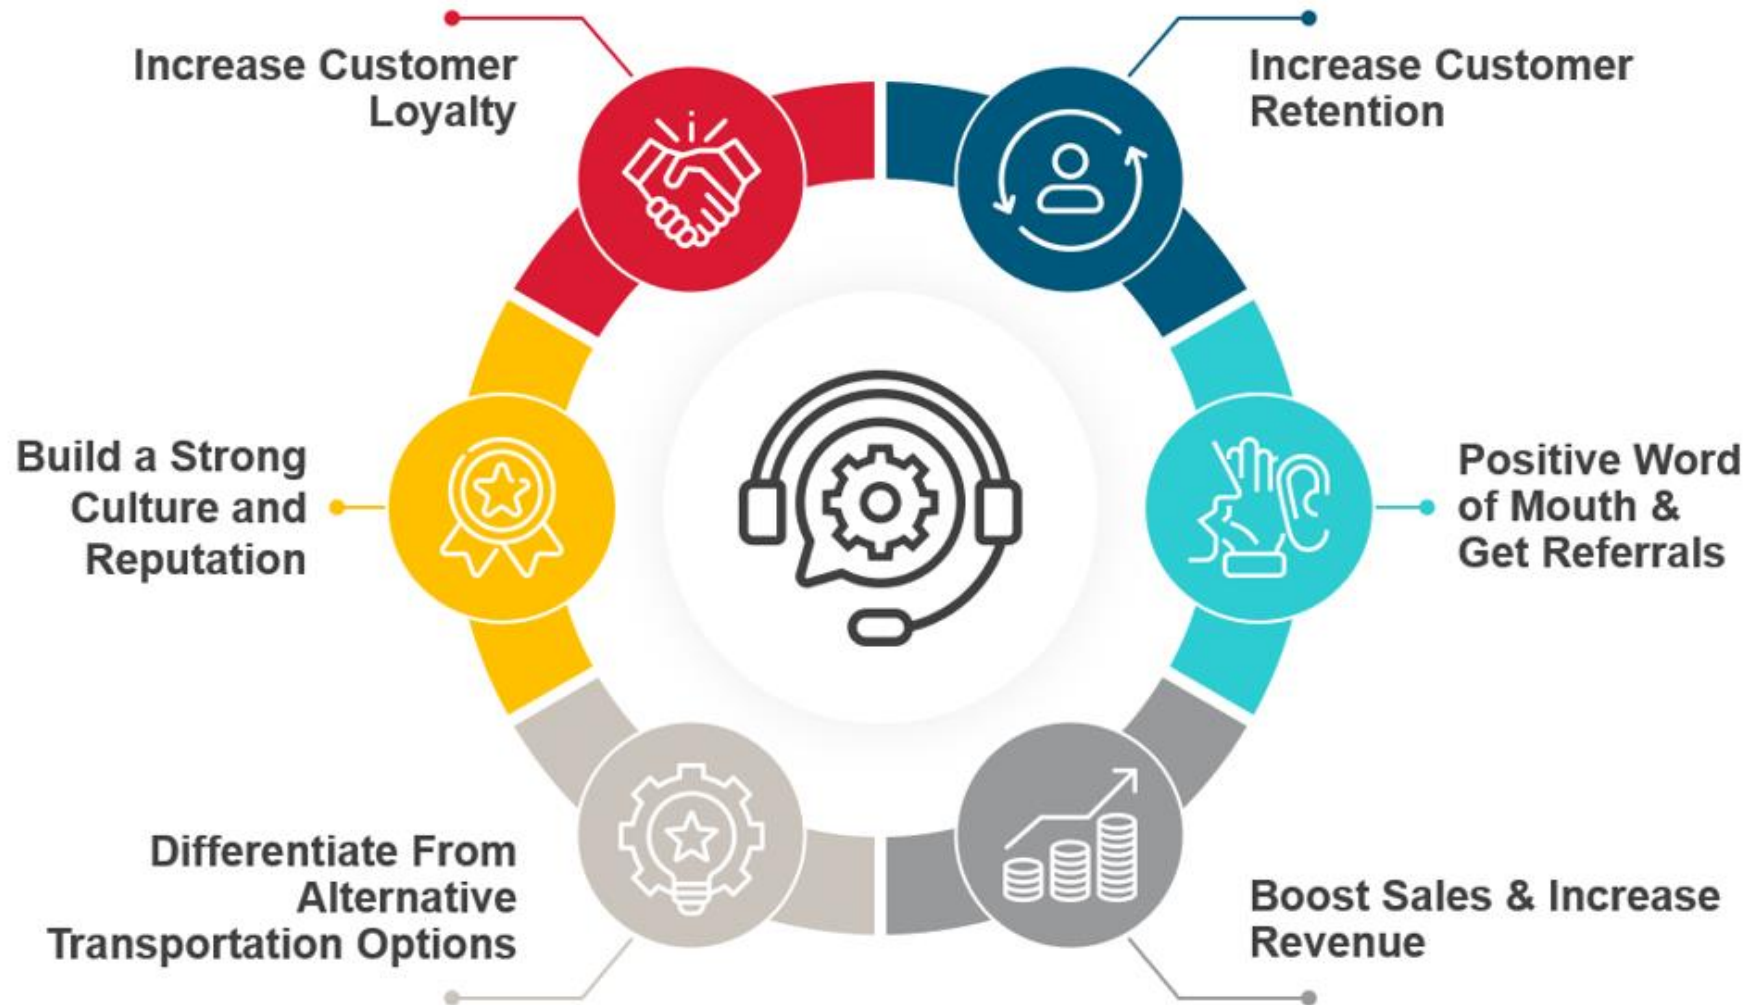 Increase Customer
Loyalty
Increase Customer
Retention
Build a Strong
Culture and
Reputation
Positive Word
of Mouth &
Get Referrals
Differentiate From
Alternative
Transportation Options
Boost Sales & Increase
Revenue